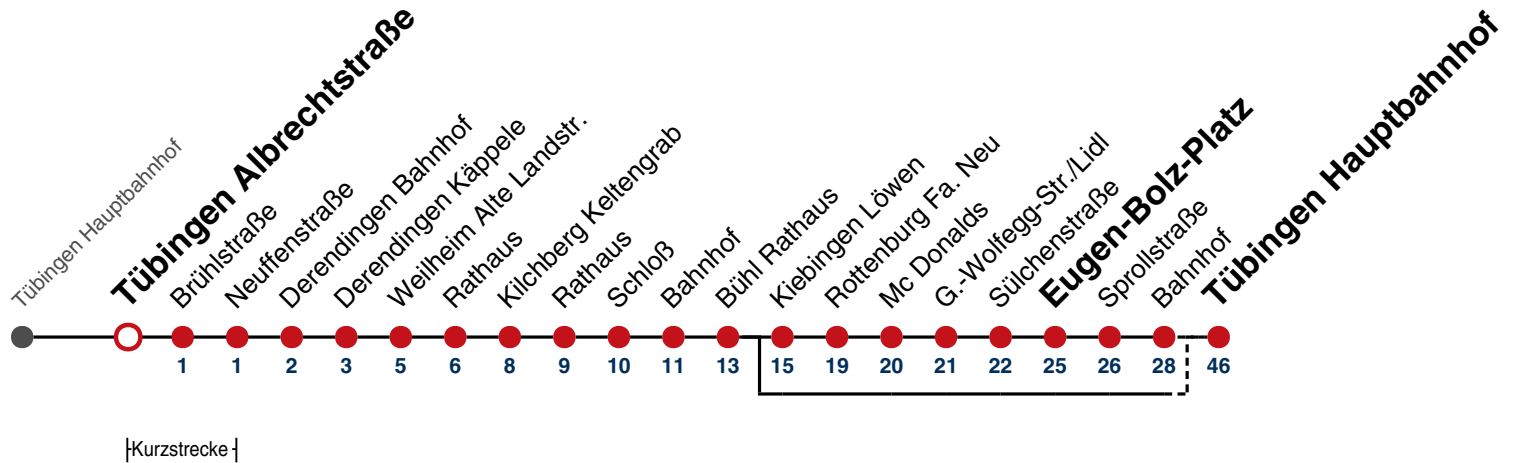 Tübingen Hauptbahnhof
Tübingen Albrechtstraße
Brühlstraße
Neuffenstraße
Derendingen Bahnhof
Derendingen Käppele
Weilheim Alte Landstr.
Rathaus
Kilchberg Keltengrab
Rathaus
Schloß
Bahnhof
Bühl Rathaus
Kiebingen Löwen
Rottenburg Fa. Neu
Mc Donalds
G.-Wolfegg-Str./Lidl
Sülchenstraße
Eugen-Bolz-Platz
Sprollstraße
Bahnhof
Tübingen Hauptbahnhof
1 1 2 3 5 6 8 9 10 11 13 15 19 20 21 22 25 26 28 46
Kurzstrecke